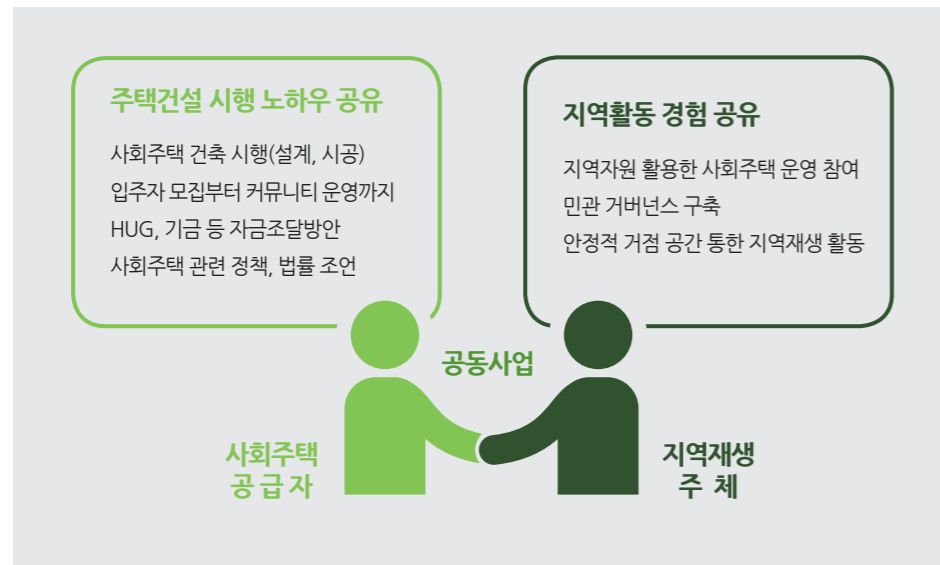 주택건설 시행 노하우 공유
사회주택 건축 시행(설계, 시공)
입주자 모집부터 커뮤니티 운영까지
HUG, 기금 등 자금조달방안
사회주택 관련 정책, 법률 조언
지역활동 경험 공유
지역자원 활용한 사회주택 운영 참여
민관 거버넌스 구축
안정적 거점 공간 통한 지역재생 활동
공동사업
사회주택
공 급 자
지역재생
주 체